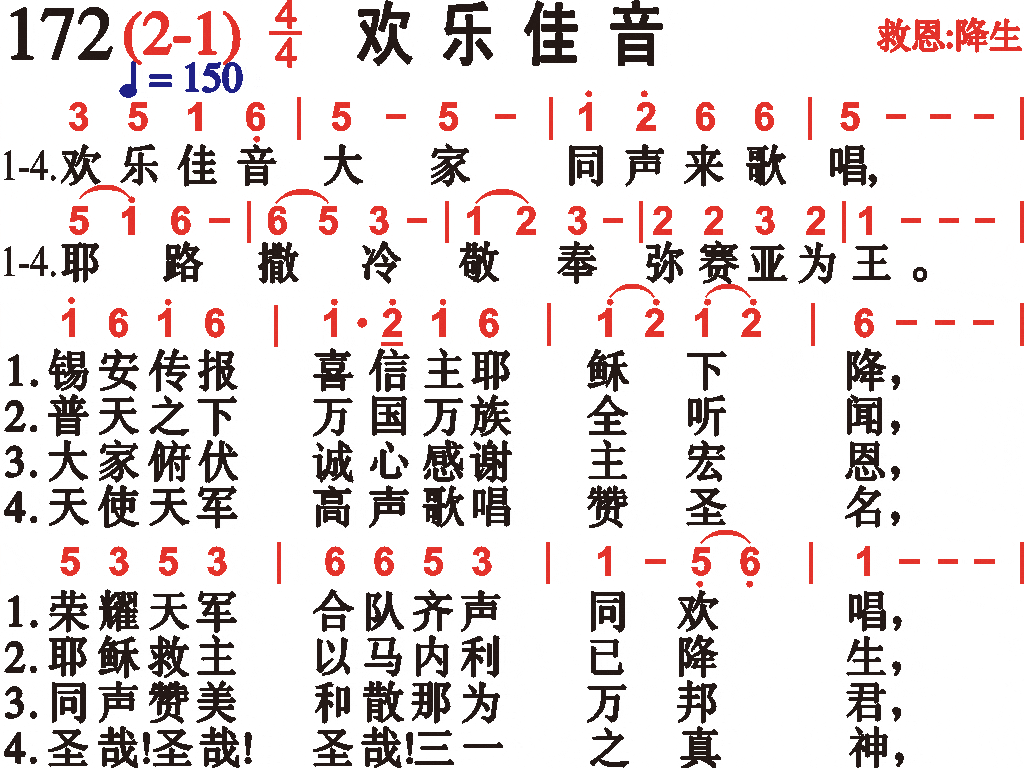 172 (2-1) 4/4 欢乐佳音 救恩:降生
♩= 150
3 5 1 6̣ | 5 – 5 – | 1̇ 2̇ 6 6 | 5 – – – |
1-4.欢乐佳音大家同声来歌唱,
5 1̇ 6 – | 6 5 3 – | 1 2 3 – | 2 2 3 2 | 1 – – – |
1-4.耶路撒冷敬奉弥赛亚为王。
1̇ 6 1̇ 6 | 1̇ · 2̇ 1̇ 6 | 1̇ 2̇ 1̇ 2̇ | 6 – – – |
1.锡安传报喜信主耶稣下降,
2.普天之下万国万族全听闻,
3.大家俯伏诚心感谢主宏恩,
4.天使天军高声歌唱赞圣名,
5 3 5 3 | 6 6 5 3 | 1 – 5̣ 6̣ | 1 – – – |
1.荣耀天军合队齐声同欢唱,
2.耶稣救主以马内利已降生,
3.同声赞美和散那为万邦君,
4.圣哉!圣哉!圣哉!三一之真神,